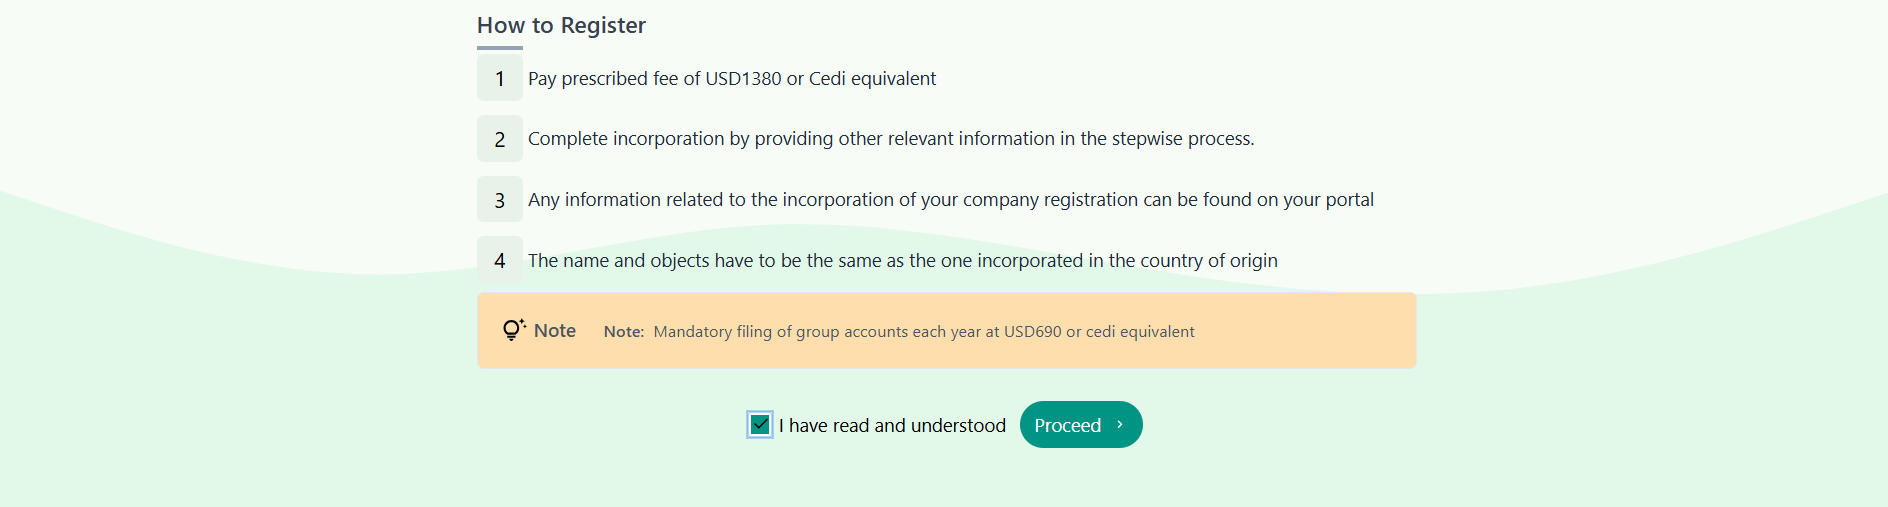 How to Register
1 Pay prescribed fee of USD1380 or Cedi equivalent
2 Complete incorporation by providing other relevant information in the stepwise process.
3 Any information related to the incorporation of your company registration can be found on your portal
4 The name and objects have to be the same as the one incorporated in the country of origin
Note Note: Mandatory filing of group accounts each year at USD690 or cedi equivalent
I have read and understood Proceed